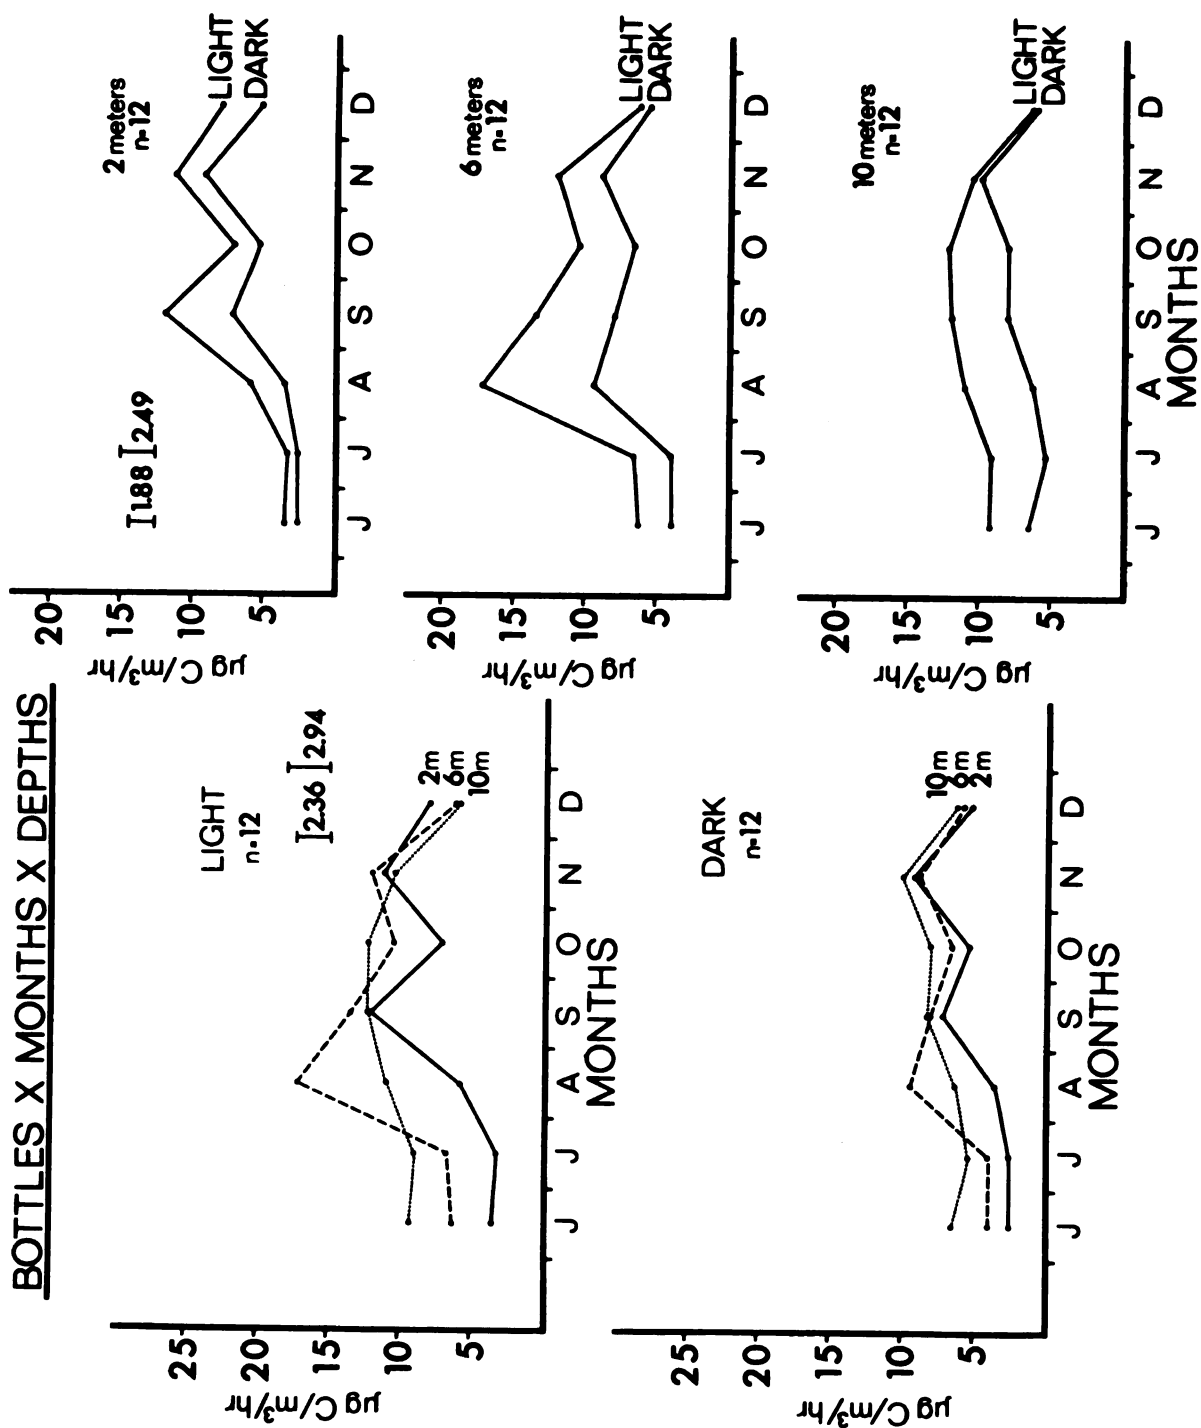 BOTTLES X MONTHS X DEPTHS
µg C/m³/hr
25
20
15
10
5
LIGHT
n=12
2.36
2.94
2m
6m
10m
J J A S O N D
MONTHS
µg C/m³/hr
25
20
15
10
5
DARK
n=12
10m
6m
2m
J J A S O N D
MONTHS
µg C/m³/hr
20
15
10
5
1.88
2.49
2 meters
n=12
LIGHT
DARK
J J A S O N D
µg C/m³/hr
20
15
10
5
6 meters
n=12
LIGHT
DARK
J J A S O N D
µg C/m³/hr
20
15
10
5
10 meters
n=12
LIGHT
DARK
J J A S O N D
MONTHS